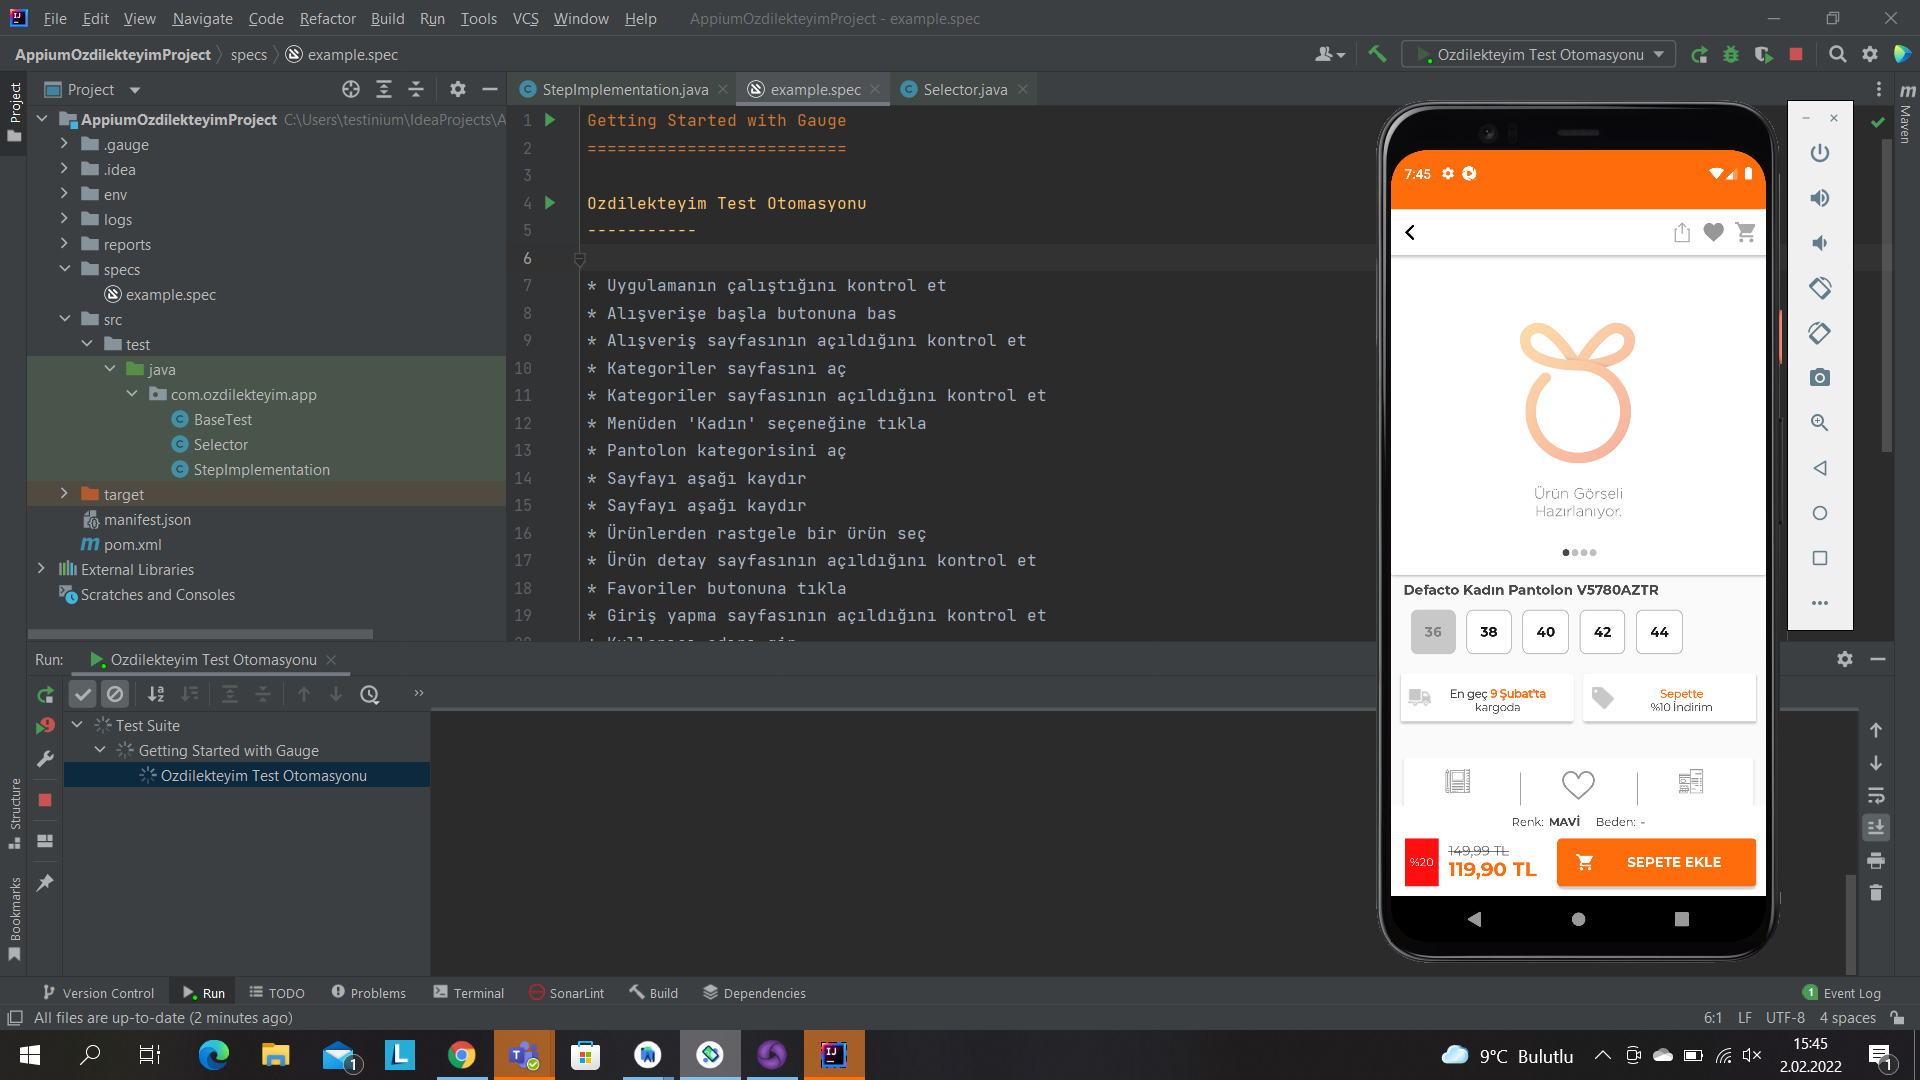 File Edit View Navigate Code Refactor Build Run Tools VCS Window Help AppiumOzdilekteyimProject - example.spec
AppiumOzdilekteyimProject specs example.spec
Ozdilekteyim Test Otomasyonu
Project
StepImplementation.java
example.spec
Selector.java
Project
Maven
AppiumOzdilekteyimProject C:\Users\testinium\IdeaProjects\A
.gauge
.idea
env
logs
reports
specs
example.spec
src
test
java
com.ozdilekteyim.app
BaseTest
Selector
StepImplementation
target
manifest.json
pom.xml
External Libraries
Scratches and Consoles
1 Getting Started with Gauge
2 ==========================
3
4 Ozdilekteyim Test Otomasyonu
5 -----------
6
7 * Uygulamanın çalıştığını kontrol et
8 * Alışverişe başla butonuna bas
9 * Alışveriş sayfasının açıldığını kontrol et
10 * Kategoriler sayfasını aç
11 * Kategoriler sayfasının açıldığını kontrol et
12 * Menüden 'Kadın' seçeneğine tıkla
13 * Pantolon kategorisini aç
14 * Sayfayı aşağı kaydır
15 * Sayfayı aşağı kaydır
16 * Ürünlerden rastgele bir ürün seç
17 * Ürün detay sayfasının açıldığını kontrol et
18 * Favoriler butonuna tıkla
19 * Giriş yapma sayfasının açıldığını kontrol et
7:45
Ürün Görseli
Hazırlanıyor.
Defacto Kadın Pantolon V5780AZTR
36 38 40 42 44
En geç 9 Şubat'ta
kargoda
Sepette
%10 İndirim
Renk: MAVİ Beden: -
%20
149,99 TL
119,90 TL
SEPETE EKLE
Run: Ozdilekteyim Test Otomasyonu
Test Suite
Getting Started with Gauge
Ozdilekteyim Test Otomasyonu
Structure
Bookmarks
Version Control Run TODO Problems Terminal SonarLint Build Dependencies
1 Event Log
All files are up-to-date (2 minutes ago)
6:1 LF UTF-8 4 spaces
9°C Bulutlu
15:45
2.02.2022